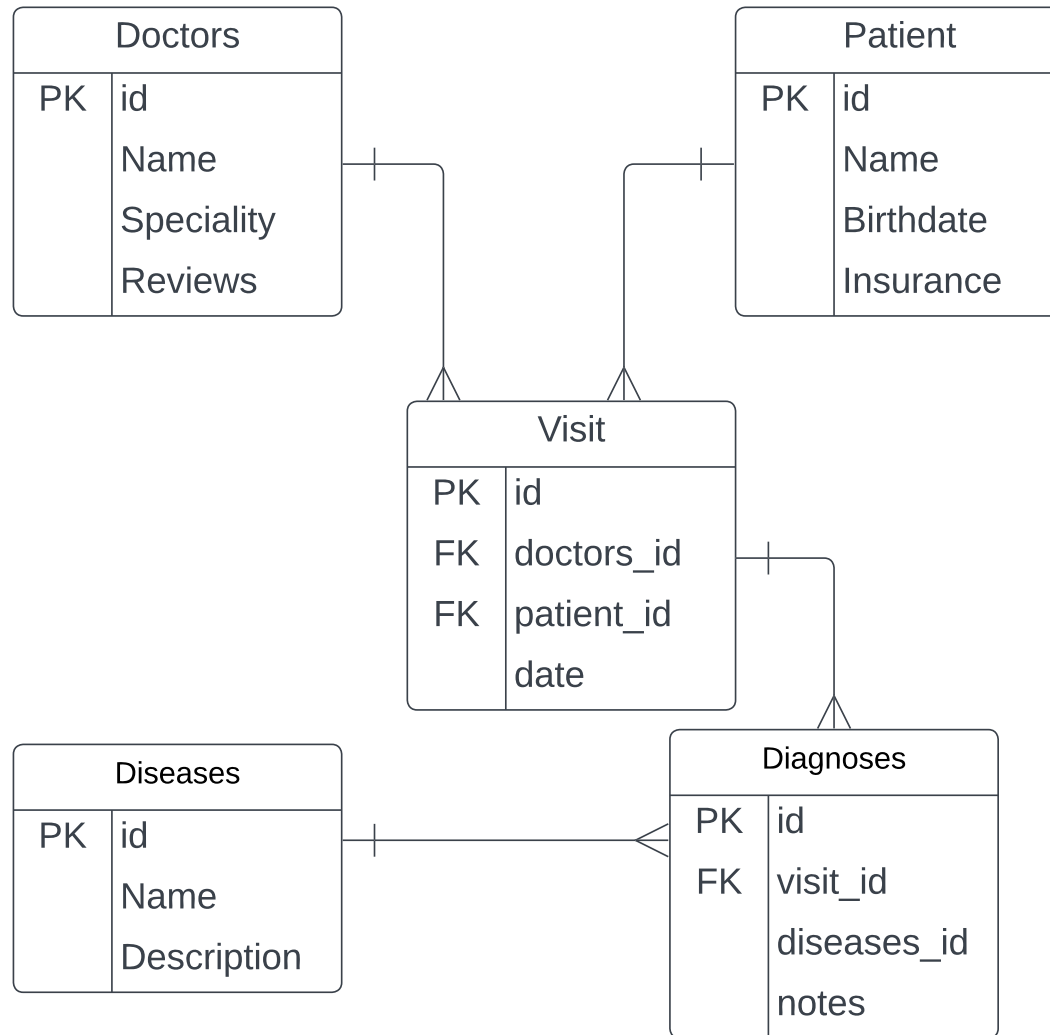 Doctors
PK id
Name
Speciality
Reviews
Patient
PK id
Name
Birthdate
Insurance
Visit
PK id
FK doctors_id
FK patient_id
date
Diseases
PK id
Name
Description
Diagnoses
PK id
FK visit_id
diseases_id
notes